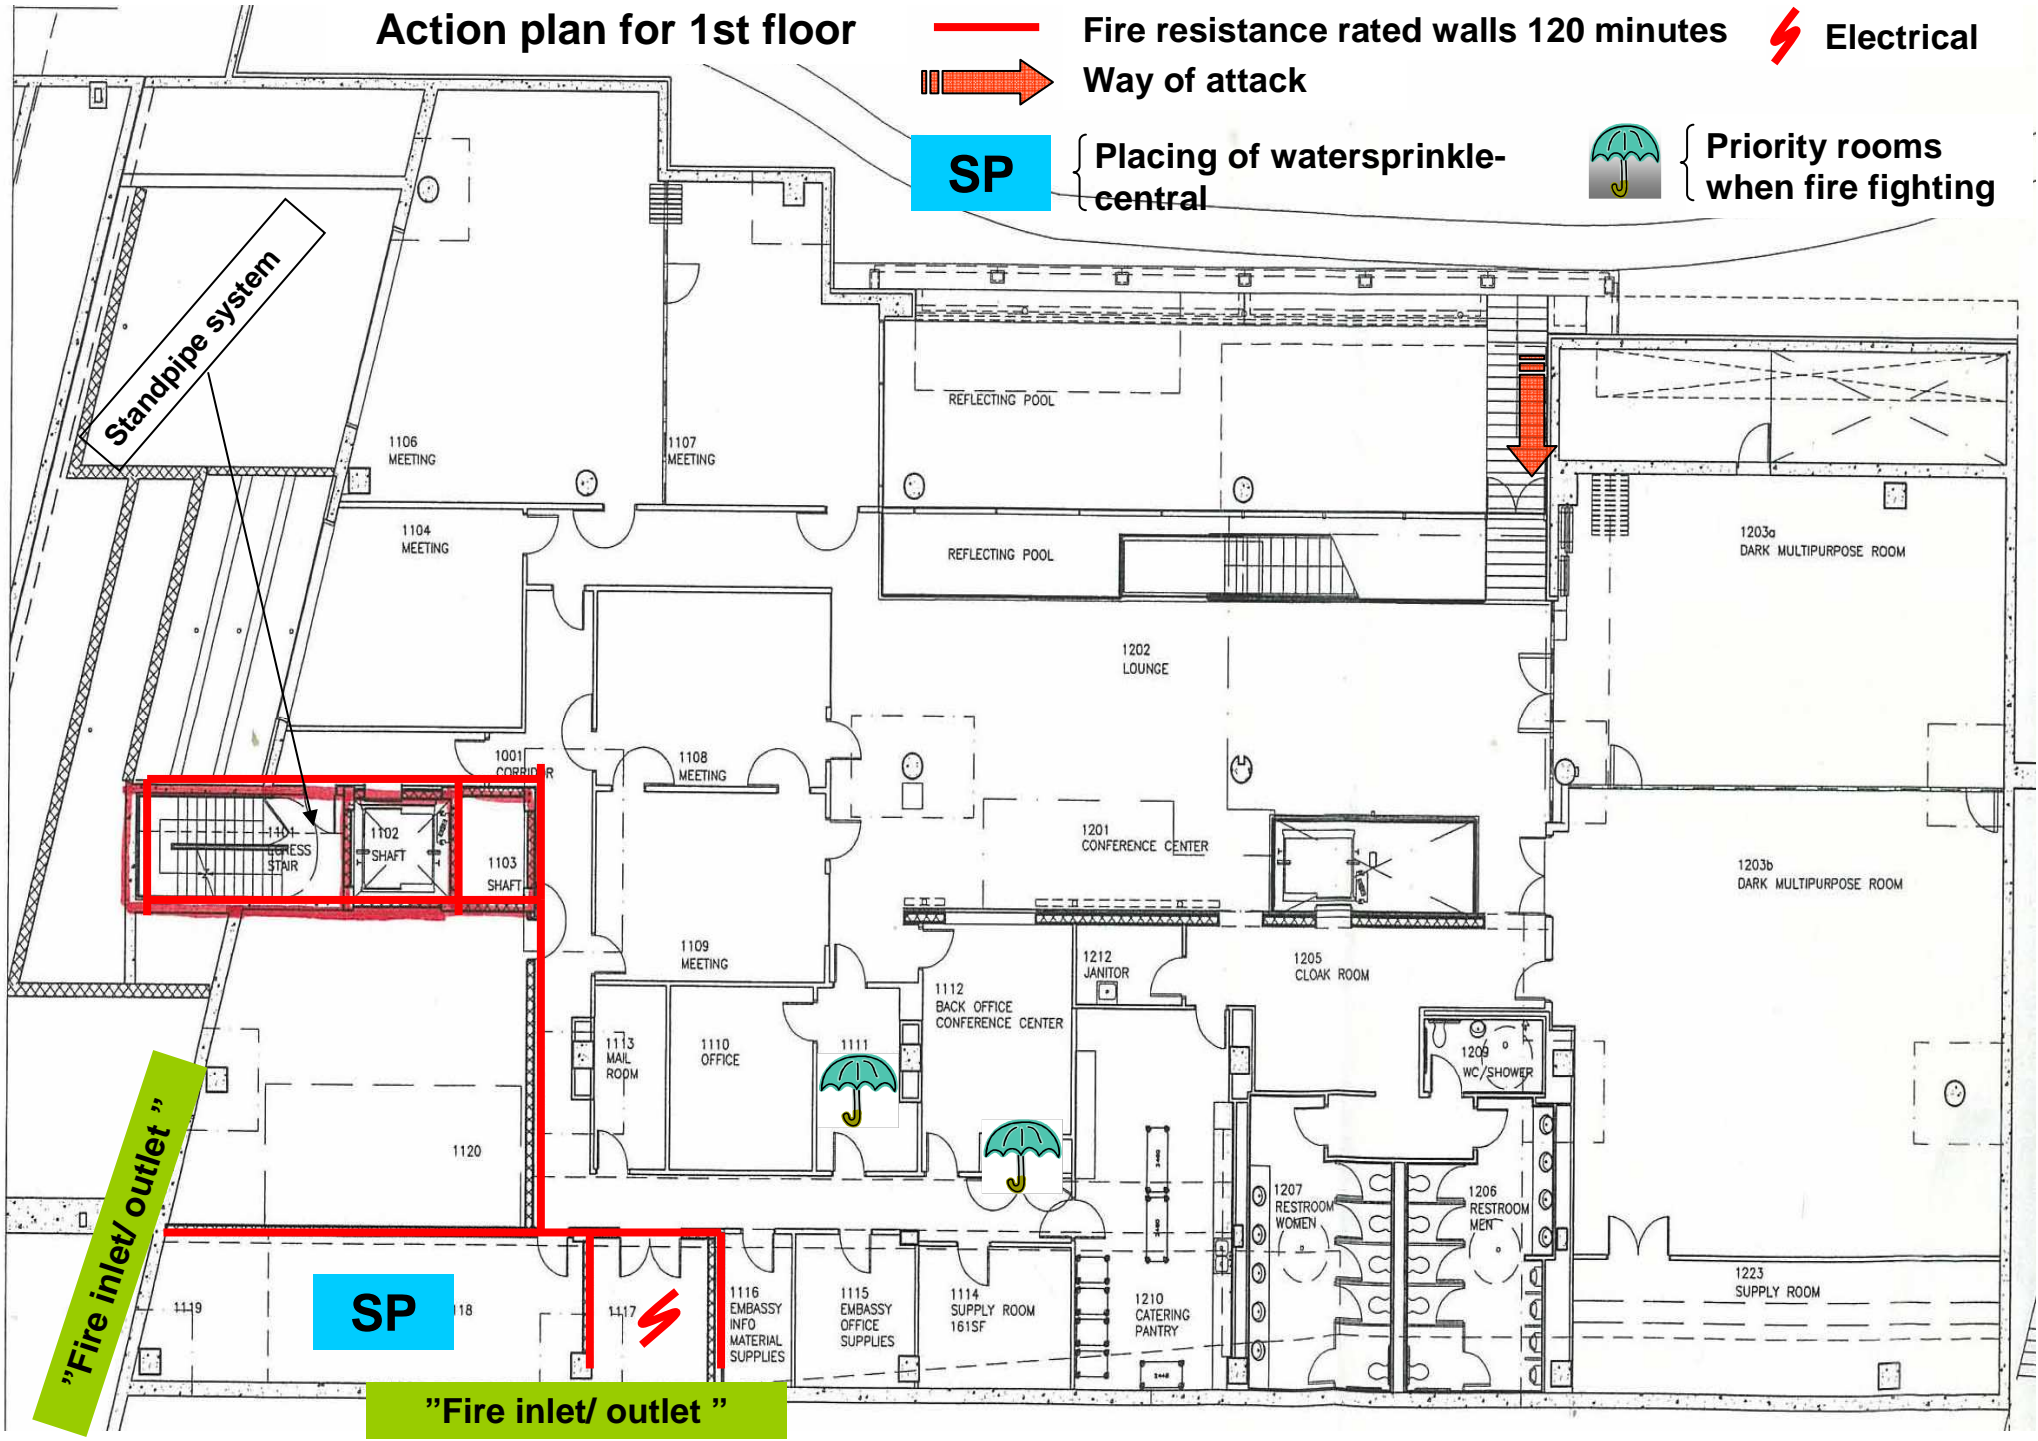 Action plan for 1st floor
Fire resistance rated walls 120 minutes
Electrical
Way of attack
SP
Placing of watersprinkle-
central
Priority rooms
when fire fighting
Standpipe system
REFLECTING POOL
1106
MEETING
1107
MEETING
1104
MEETING
REFLECTING POOL
1203a
DARK MULTIPURPOSE ROOM
1202
LOUNGE
1001
CORRIDOR
1108
MEETING
1101
EGRESS
STAIR
1102
SHAFT
1103
SHAFT
1201
CONFERENCE CENTER
1203b
DARK MULTIPURPOSE ROOM
1109
MEETING
1212
JANITOR
1205
CLOAK ROOM
1112
BACK OFFICE
CONFERENCE CENTER
1113
MAIL
ROOM
1110
OFFICE
1111
1209
WC/SHOWER
1120
1207
RESTROOM
WOMEN
1206
RESTROOM
MEN
"Fire inlet/ outlet "
1119
SP
118
1117
1116
EMBASSY
INFO
MATERIAL
SUPPLIES
1115
EMBASSY
OFFICE
SUPPLIES
1114
SUPPLY ROOM
161SF
1210
CATERING
PANTRY
1223
SUPPLY ROOM
"Fire inlet/ outlet "